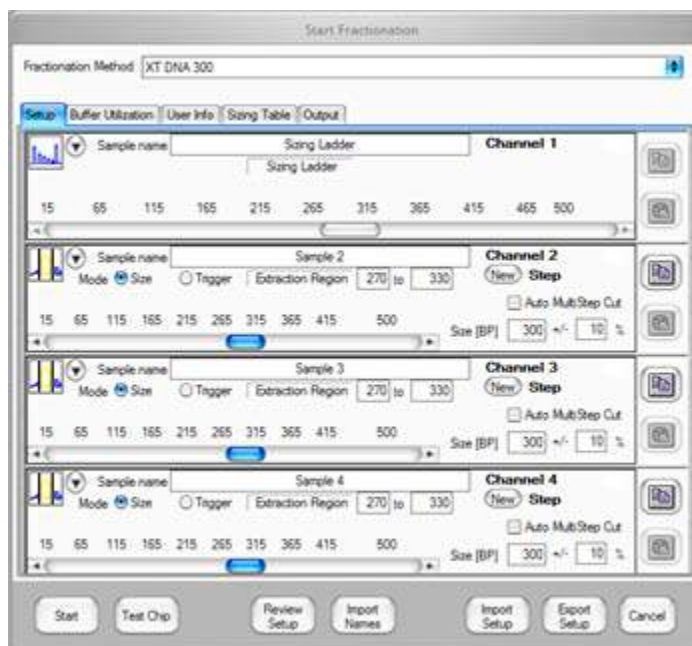 Start Fractionation
Fractionation Method XT DNA 300
Setup Buffer Utilization User Info Sizing Table Output
Sample name Sizing Ladder Channel 1
Sizing Ladder
15 65 115 165 215 265 315 365 415 465 500
Sample name Sample 2 Channel 2
Mode Size Trigger Extraction Region 270 to 330 New Step
Auto MultiStep Cut
15 65 115 165 215 265 315 365 415 500
Size [BP] 300 +/- 10 %
Sample name Sample 3 Channel 3
Mode Size Trigger Extraction Region 270 to 330 New Step
Auto MultiStep Cut
15 65 115 165 215 265 315 365 415 500
Size [BP] 300 +/- 10 %
Sample name Sample 4 Channel 4
Mode Size Trigger Extraction Region 270 to 330 New Step
Auto MultiStep Cut
15 65 115 165 215 265 315 365 415 500
Size [BP] 300 +/- 10 %
Start Test Chip Review Setup Import Names Import Setup Export Setup Cancel